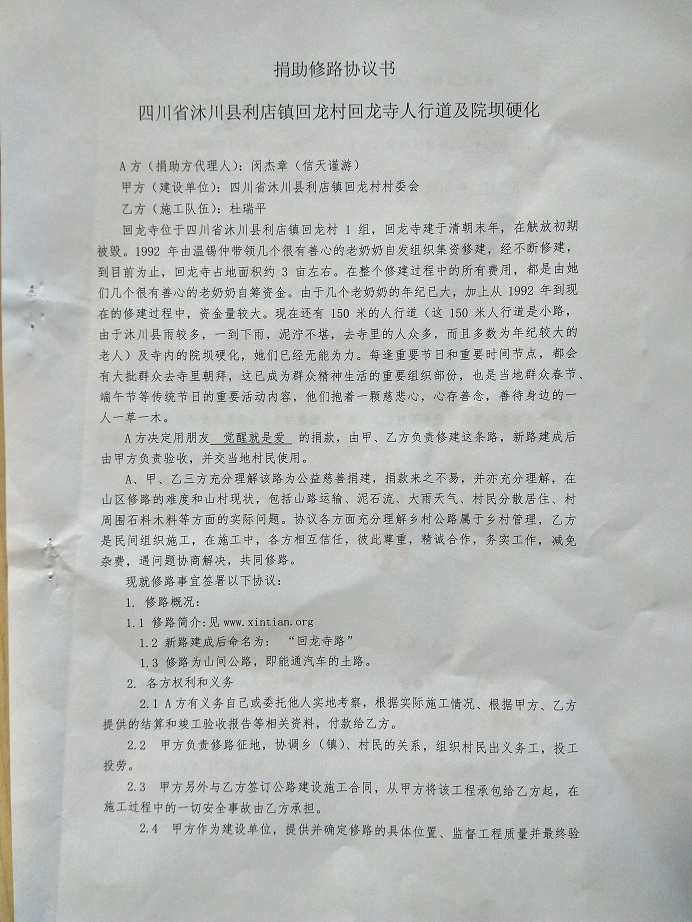 捐助修路协议书
四川省沐川县利店镇回龙村回龙寺人行道及院坝硬化
A方（捐助方代理人）：闵杰章（信天谨游）
甲方（建设单位）：四川省沐川县利店镇回龙村村委会
乙方（施工队伍）：杜瑞平
回龙寺位于四川省沐川县利店镇回龙村 1 组，回龙寺建于清朝末年，在觖放初期
被毁。1992 年由温锡仲带领几个很有善心的老奶奶自发组织集资修建，经不断修建，
到目前为止，回龙寺占地面积约 3 亩左右。在整个修建过程中的所有费用，都是由她
们几个很有善心的老奶奶自筹资金。由于几个老奶奶的年纪已大，加上从 1992 年到现
在的修建过程中，资金量较大。现在还有 150 米的人行道（这 150 米人行道是小路，
由于沐川县雨较多，一到下雨，泥泞不堪，去寺里的人众多，而且多数为年纪较大的
老人）及寺内的院坝硬化，她们已经无能为力。每逢重要节日和重要时间节点，都会
有大批群众去寺里朝拜，这已成为群众精神生活的重要组织部份，也是当地群众春节、
端午节等传统节日的重要活动内容，他们抱着一颗慈悲心，心存善念，善待身边的一
人一草一木。
A方决定用朋友 觉醒就是爱 的捐款，由甲、乙方负责修建这条路，新路建成后
由甲方负责验收，并交当地村民使用。
A、甲、乙三方充分理解该路为公益慈善捐建，捐款来之不易，并亦充分理解，在
山区修路的难度和山村现状，包括山路运输、泥石流、大雨天气、村民分散居住、村
周围石料木料等方面的实际问题。协议各方面充分理解乡村公路属于乡村管理，乙方
是民间组织施工，在施工中，各方相互信任，彼此尊重，精诚合作，务实工作，减免
杂费，遇问题协商解决，共同修路。
现就修路事宜签署以下协议：
1. 修路概况：
1.1 修路简介：见 www.xintian.org
1.2 新路建成后命名为： “回龙寺路”
1.3 修路为山间公路，即能通汽车的土路。
2. 各方权利和义务
2.1 A方有义务自己或委托他人实地考察，根据实际施工情况、根据甲方、乙方
提供的结算和竣工验收报告等相关资料，付款给乙方。
2.2 甲方负责修路征地，协调乡（镇）、村民的关系，组织村民出义务工，投工
投劳。
2.3 甲方另外与乙方签订公路建设施工合同，从甲方将该工程承包给乙方起，在
施工过程中的一切安全事故由乙方承担。
2.4 甲方作为建设单位，提供并确定修路的具体位置、监督工程质量并最终验